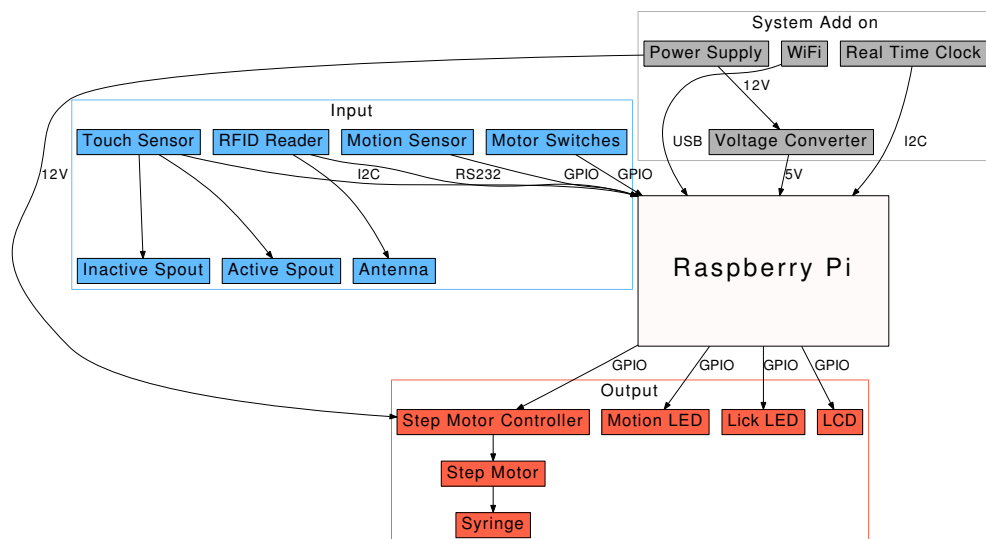 System Add on
Power Supply
WiFi
Real Time Clock
12V
Input
Touch Sensor
RFID Reader
Motion Sensor
Motor Switches
USB
Voltage Converter
I2C
12V
I2C
RS232
GPIO
GPIO
5V
Inactive Spout
Active Spout
Antenna
Raspberry Pi
GPIO
GPIO
GPIO
GPIO
Output
Step Motor Controller
Motion LED
Lick LED
LCD
Step Motor
Syringe